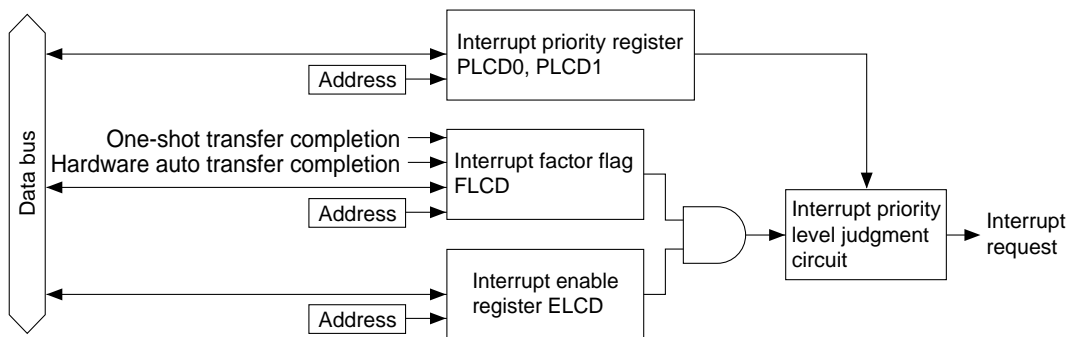 Data bus
Interrupt priority register
PLCD0, PLCD1
Address
One-shot transfer completion
Hardware auto transfer completion
Interrupt factor flag
FLCD
Address
Interrupt enable
register ELCD
Address
Interrupt priority
level judgment
circuit
Interrupt
request